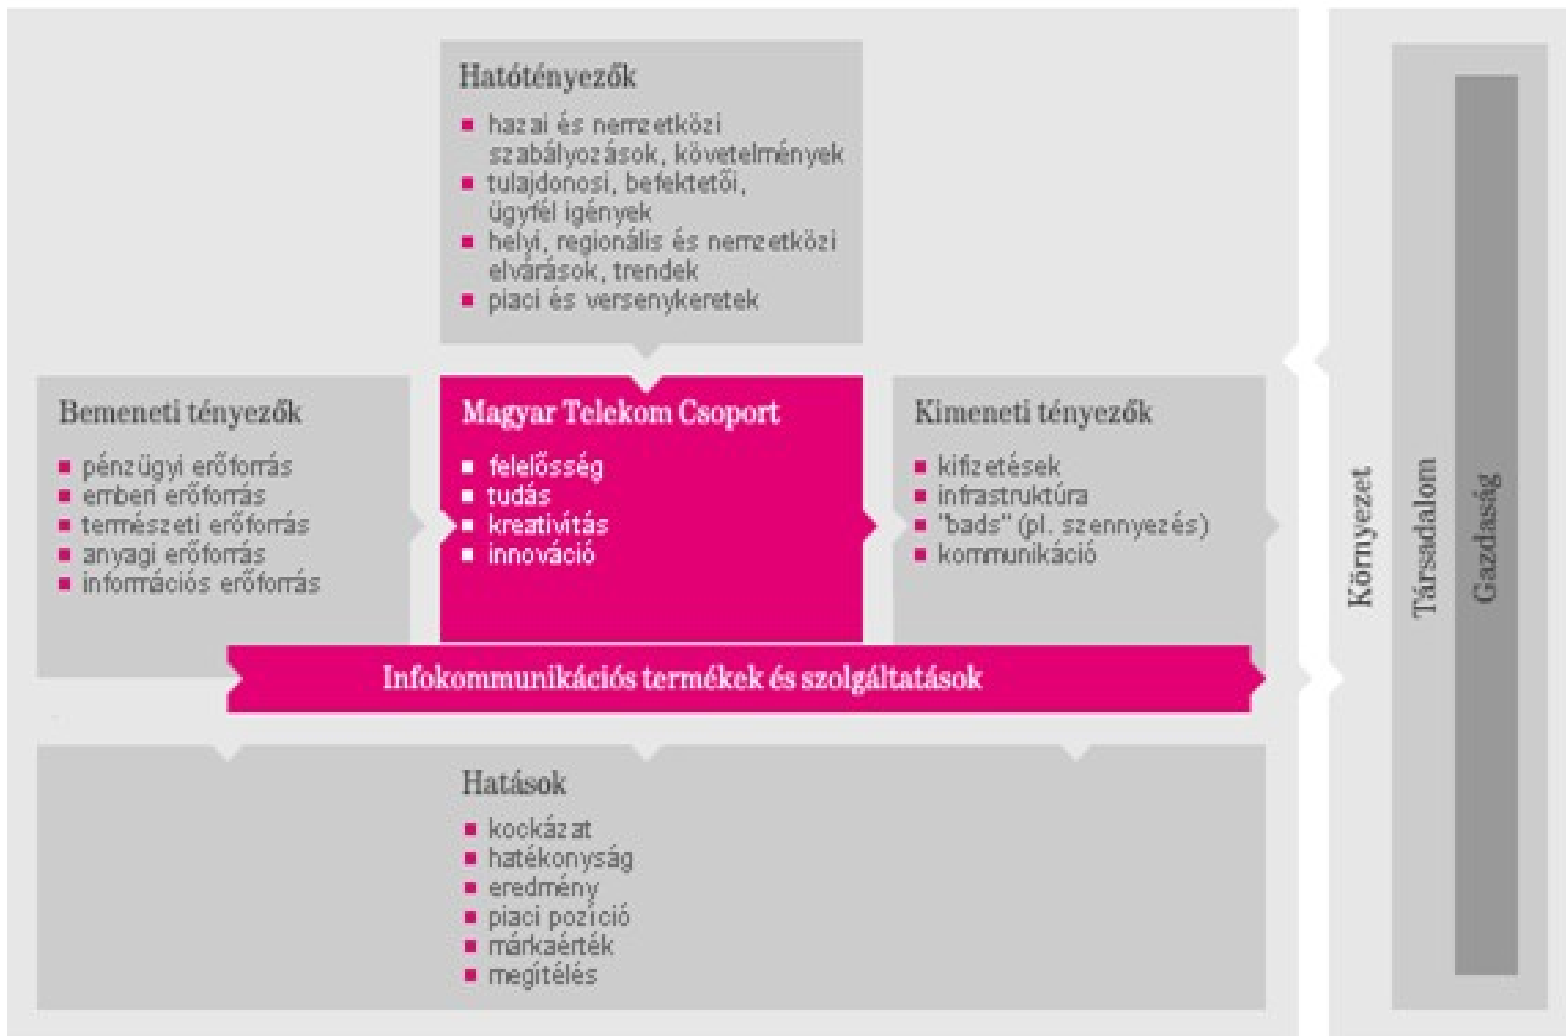 Hatótényezők
hazai és nemzetközi
szabályozások, követelmények
tulajdonosi, befektetői,
ügyfél igények
helyi, regionális és nemzetközi
elvárások, trendek
piaci és versenykeretek
Bemeneti tényezők
pénzügyi erőforrás
emberi erőforrás
természeti erőforrás
anyagi erőforrás
információs erőforrás
Magyar Telekom Csoport
felelősség
tudás
kreativitás
innováció
Kimeneti tényezők
kifizetések
infrastruktúra
"bads" (pl. szennyezés)
kommunikáció
Infokommunikációs termékek és szolgáltatások
Hatások
kockázat
hatékonyság
eredmény
piaci pozíció
márkaérték
megítélés
Környezet
Társadalom
Gazdaság